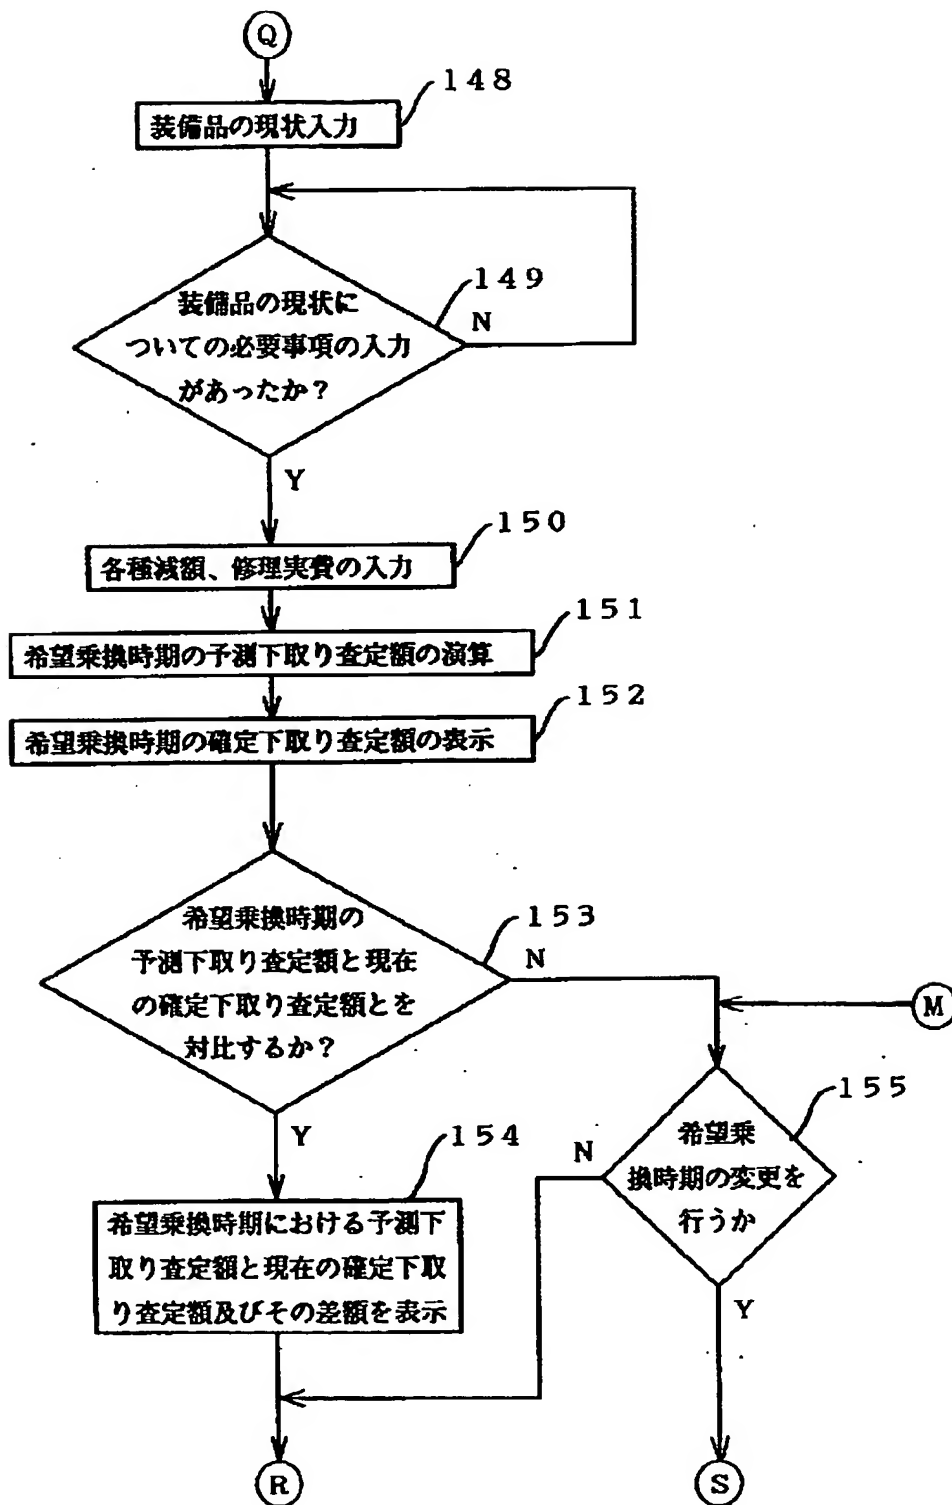 Q
148
装備品の現状入力
149
装備品の現状に
ついての必要事項の入力
があったか？
N
Y
150
各種減額、修理実費の入力
151
希望乗換時期の予測下取り査定額の演算
152
希望乗換時期の確定下取り査定額の表示
153
希望乗換時期の
予測下取り査定額と現在
の確定下取り査定額とを
対比するか？
N
M
Y
154
希望乗換時期における予測下
取り査定額と現在の確定下取
り査定額及びその差額を表示
155
希望乗
換時期の変更を
行うか
N
Y
R
S